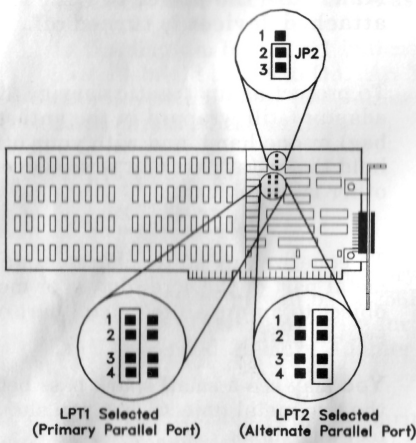 1
2 JP2
3
1
2
3
4
1
2
3
4
LPT1 Selected
(Primary Parallel Port)
LPT2 Selected
(Alternate Parallel Port)